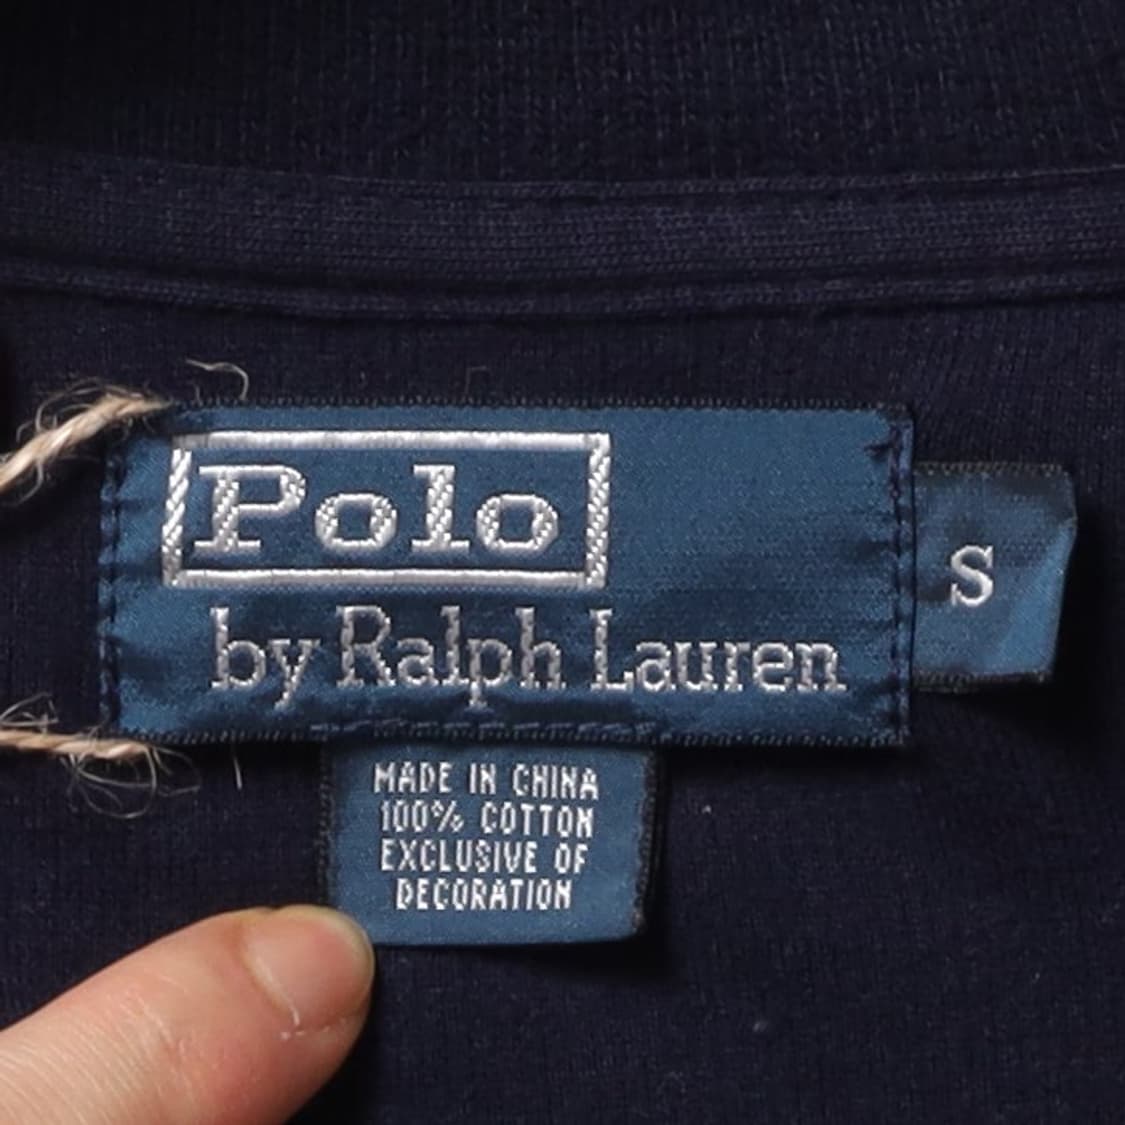 Polo
by Ralph Lauren
S
MADE IN CHINA
100% COTTON
EXCLUSIVE OF
DECORATION